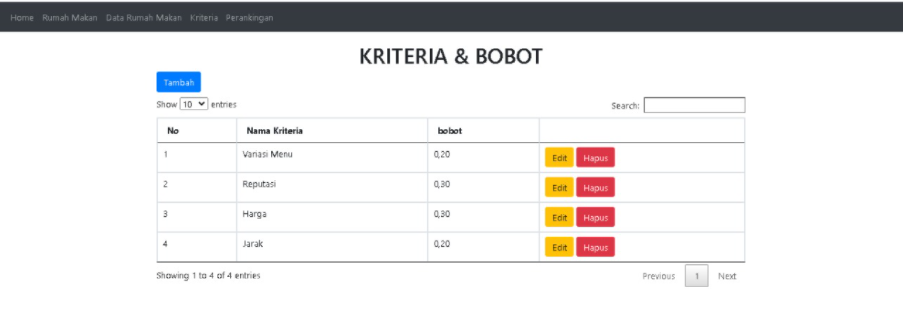 Home Rumah Makan Data Rumah Makan Kriteria Perankingan
KRITERIA & BOBOT
Tambah
Show 10 entries
Search:
No Nama Kriteria bobot
1 Variasi Menu 0,20 Edit Hapus
2 Reputasi 0,30 Edit Hapus
3 Harga 0,30 Edit Hapus
4 Jarak 0,20 Edit Hapus
Showing 1 to 4 of 4 entries
Previous 1 Next